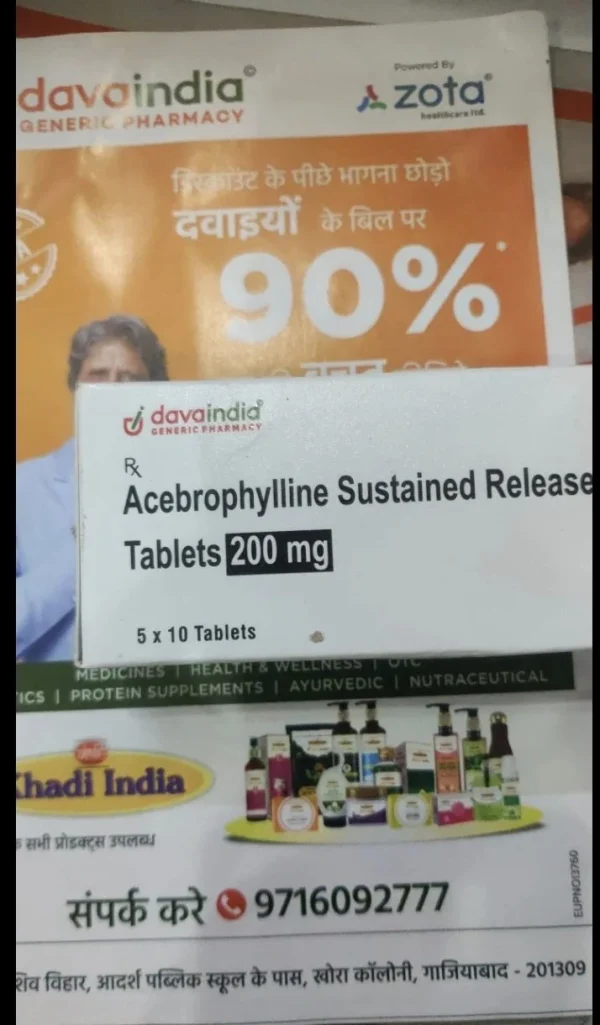 davaindia©
GENERIC PHARMACY
Powered By
zota®
healthcare ltd.
डिस्काउंट के पीछे भागना छोड़ो
दवाइयों के बिल पर
90%*
बचत
davaindia©
GENERIC PHARMACY
Rx
Acebrophylline Sustained Release
Tablets 200 mg
5 x 10 Tablets
MEDICINES | HEALTH & WELLNESS | OTC
ICS | PROTEIN SUPPLEMENTS | AYURVEDIC | NUTRACEUTICAL
Khadi India
सभी प्रोडक्ट्स उपलब्ध
संपर्क करे 9716092777
EUPNOI3760
शिव विहार, आदर्श पब्लिक स्कूल के पास, खोरा कॉलोनी, गाजियाबाद - 201309